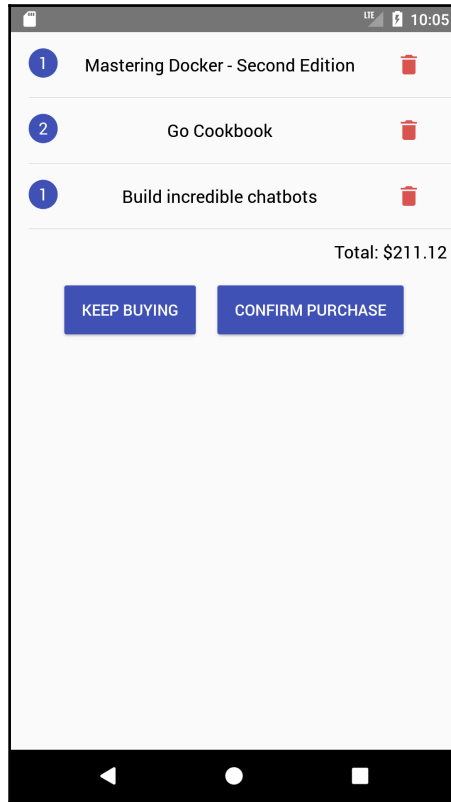 LTE 10:05
1 Mastering Docker - Second Edition
2 Go Cookbook
1 Build incredible chatbots
Total: $211.12
KEEP BUYING CONFIRM PURCHASE